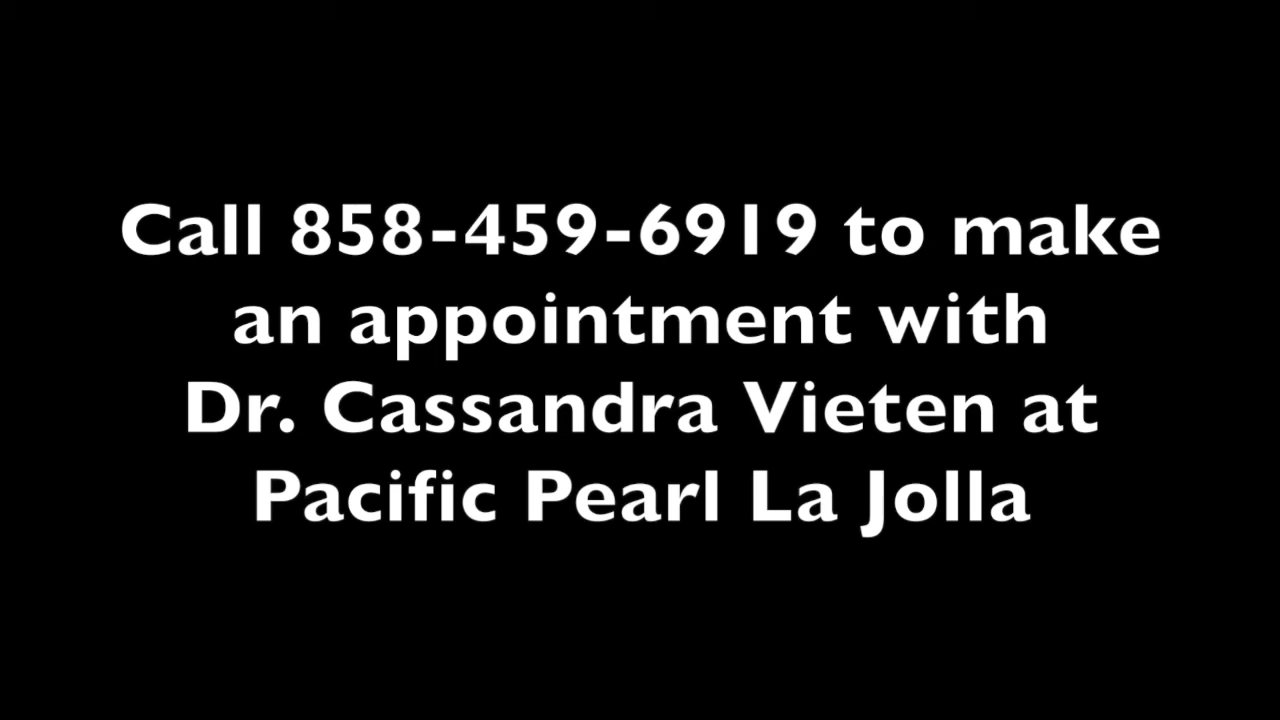 Call 858-459-6919 to make
an appointment with
Dr. Cassandra Vieten at
Pacific Pearl La Jolla